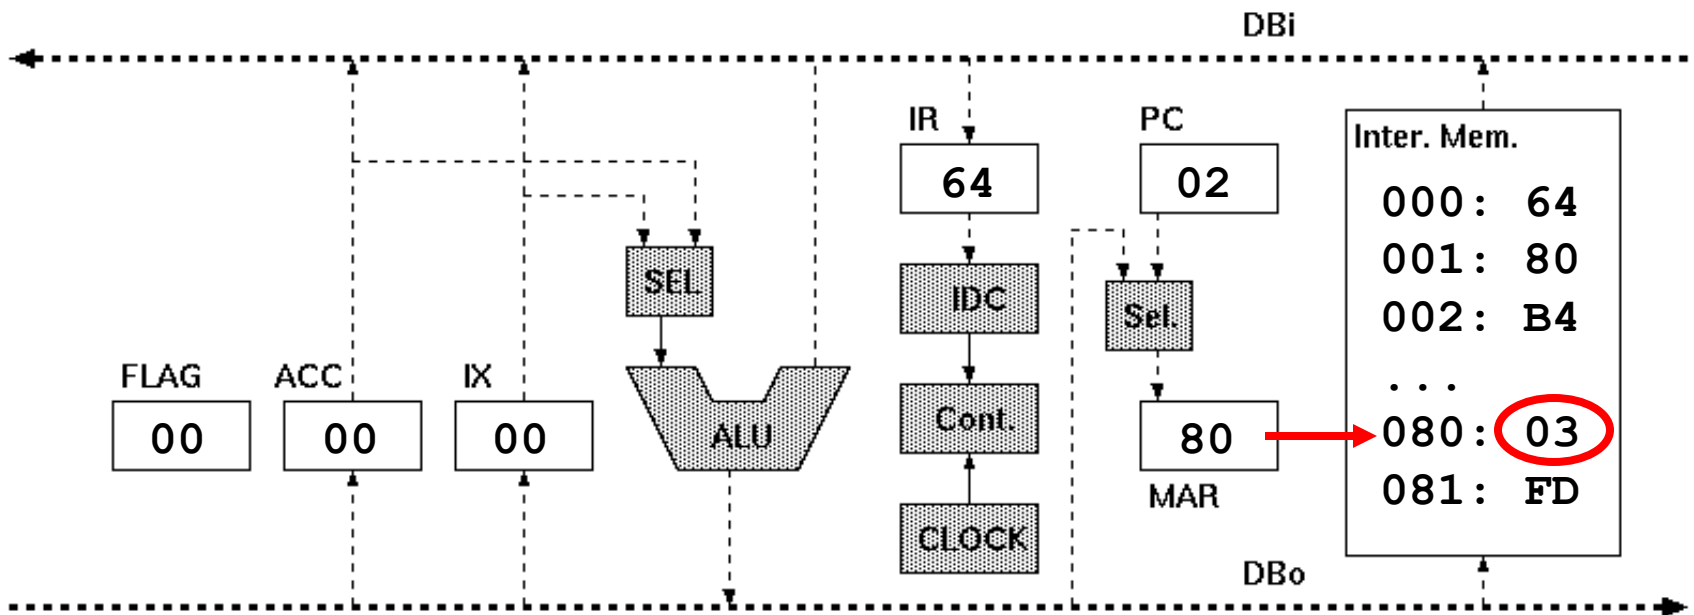 DBi
IR
PC
Inter. Mem.
64
02
000: 64
001: 80
002: B4
...
080: 03
081: FD
SEL
IDC
Sel.
FLAG
ACC
IX
00
00
00
ALU
Cont.
80
MAR
CLOCK
DBo